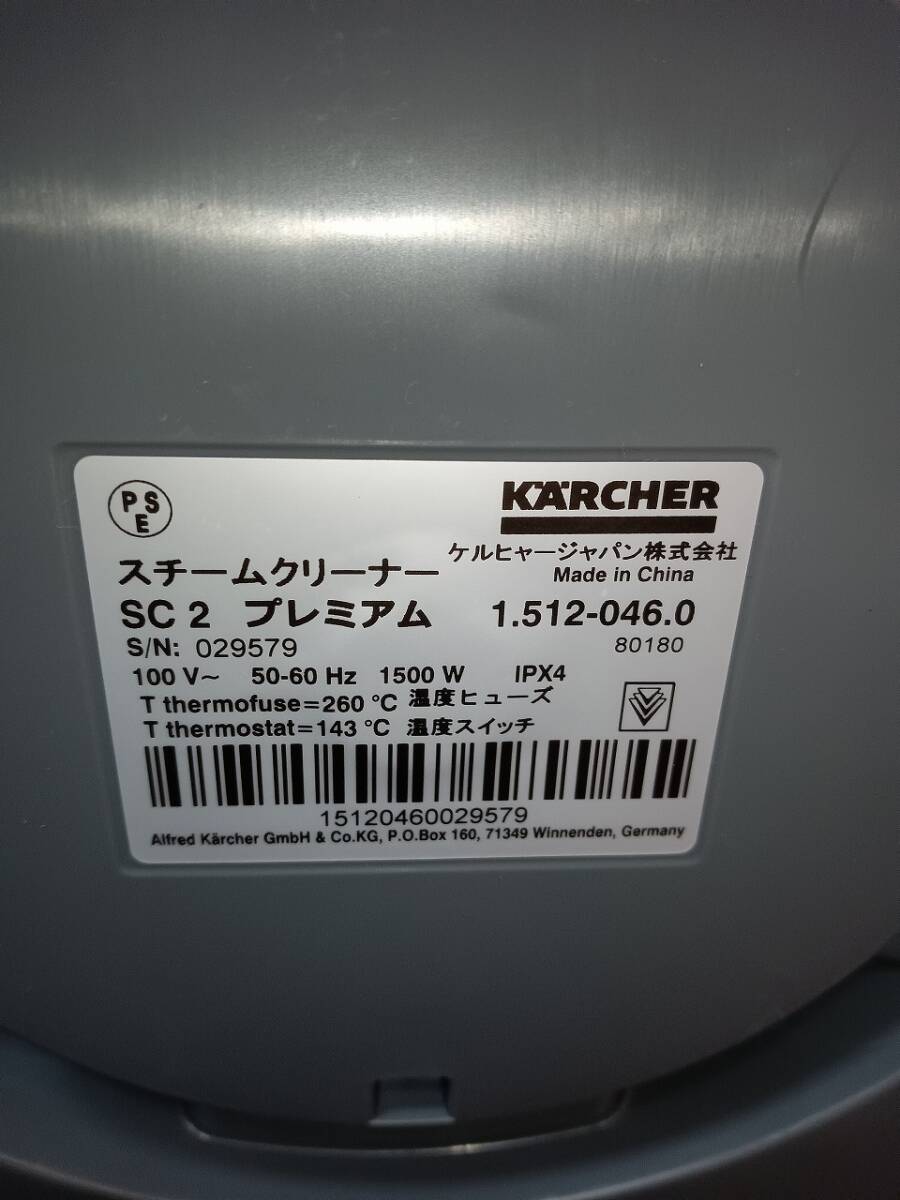 PSE
KÄRCHER
ケルヒャージャパン株式会社
スチームクリーナー
Made in China
SC 2 プレミアム 1.512-046.0
S/N: 029579 80180
100 V~ 50-60 Hz 1500 W IPX4
T thermofuse=260 °C 温度ヒューズ
T thermostat=143 °C 温度スイッチ
15120460029579
Alfred Kärcher GmbH & Co.KG, P.O.Box 160, 71349 Winnenden, Germany